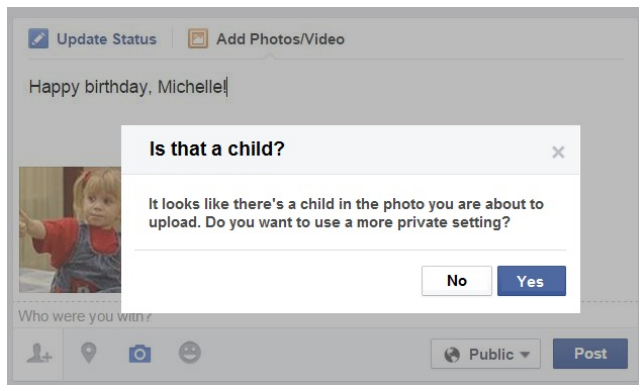 Update Status Add Photos/Video
Happy birthday, Michelle!
Is that a child?
It looks like there's a child in the photo you are about to
upload. Do you want to use a more private setting?
No Yes
Who were you with?
Public Post